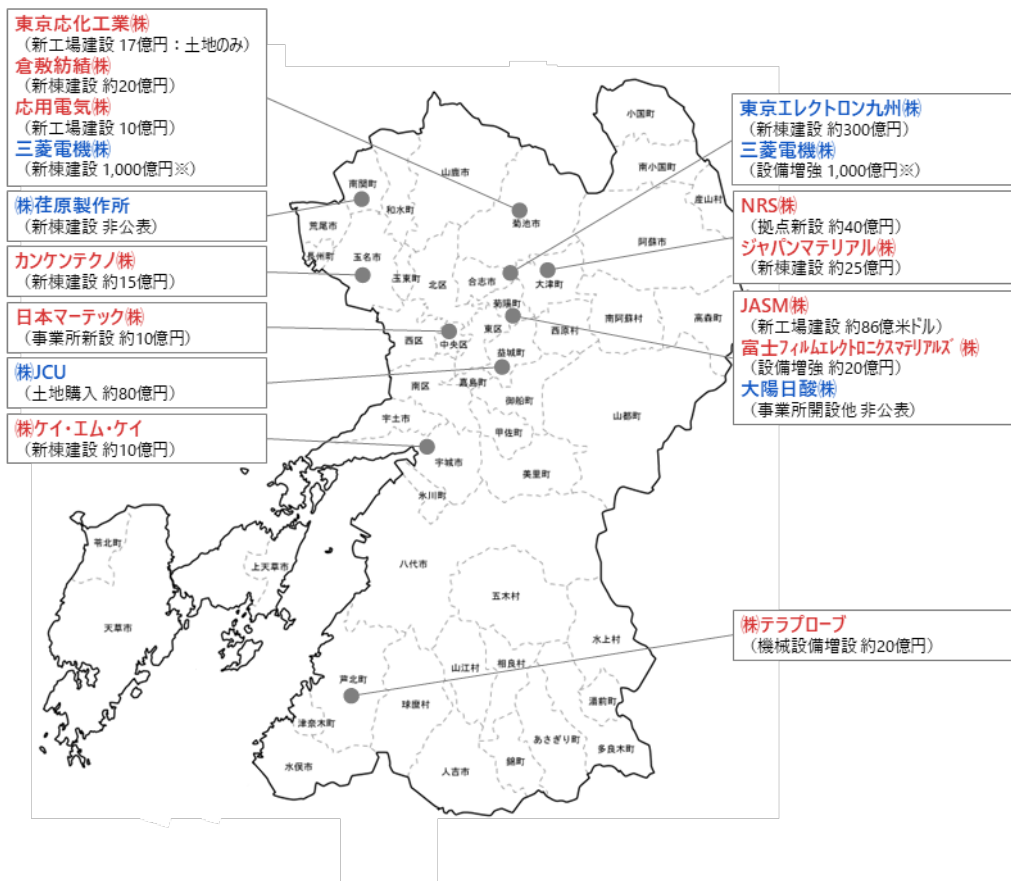 東京応化工業㈱
（新工場建設 17億円：土地のみ）
倉敷紡績㈱
（新棟建設 約20億円）
応用電気㈱
（新工場建設 10億円）
三菱電機㈱
（新棟建設 1,000億円※）
㈱荏原製作所
（新棟建設 非公表）
カンケンテクノ㈱
（新棟建設 約15億円）
日本マーテック㈱
（事業所新設 約10億円）
㈱JCU
（土地購入 約80億円）
㈱ケイ・エム・ケイ
（新棟建設 約10億円）
東京エレクトロン九州㈱
（新棟建設 約300億円）
三菱電機㈱
（設備増強 1,000億円※）
NRS㈱
（拠点新設 約40億円）
ジャパンマテリアル㈱
（新棟建設 約25億円）
JASM㈱
（新工場建設 約86億米ドル）
富士フィルムエレクトロニクスマテリアルズ㈱
（設備増強 約20億円）
大陽日酸㈱
（事業所開設他 非公表）
㈱テラプローブ
（機械設備増設 約20億円）
小国町
南小国町
産山村
山鹿市
南関町
和水町
菊池市
荒尾市
長洲町
玉名市
玉東町
北区
合志市
大津町
阿蘇市
菊陽町
西区
中央区
東区
西原村
南阿蘇村
高森町
益城町
南区
嘉島町
御船町
山都町
宇土市
甲佐町
宇城市
美里町
氷川町
八代市
上天草市
苓北町
天草市
五木村
水上村
山江村
相良村
芦北町
球磨村
湯前町
津奈木町
あさぎり町
多良木町
水俣市
人吉市
錦町